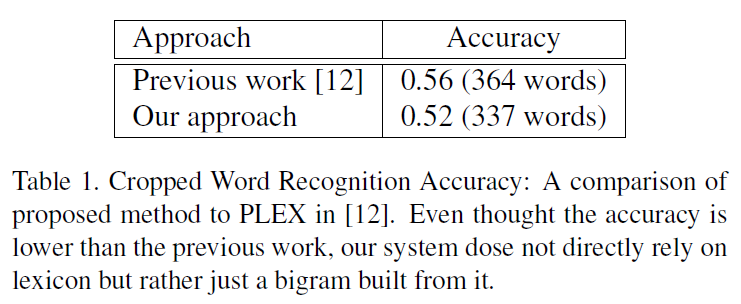 Approach Accuracy
Previous work [12] 0.56 (364 words)
Our approach 0.52 (337 words)
Table 1. Cropped Word Recognition Accuracy: A comparison of
proposed method to PLEX in [12]. Even thought the accuracy is
lower than the previous work, our system dose not directly rely on
lexicon but rather just a bigram built from it.